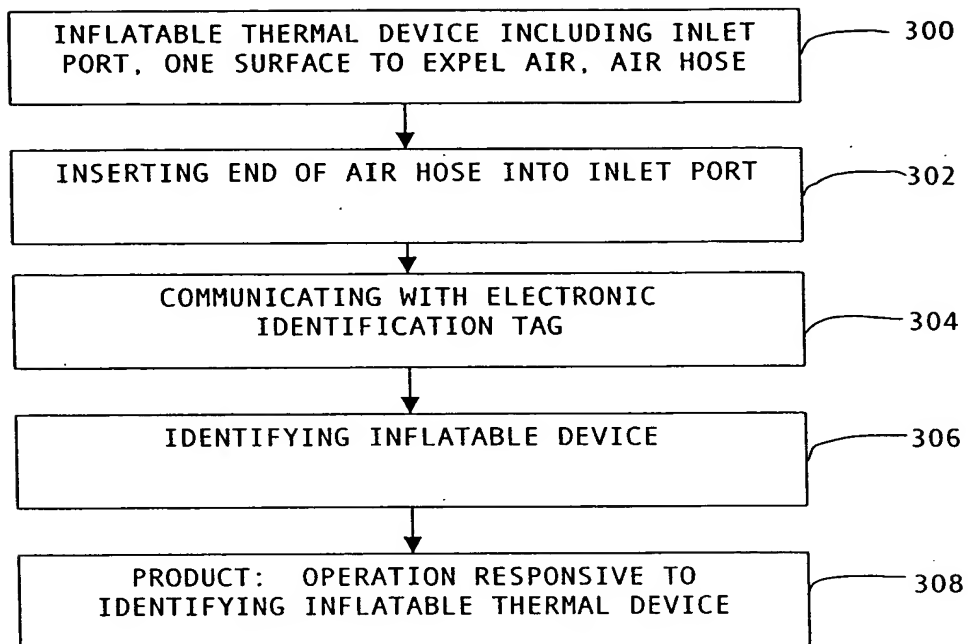 INFLATABLE THERMAL DEVICE INCLUDING INLET
PORT, ONE SURFACE TO EXPEL AIR, AIR HOSE
300
INSERTING END OF AIR HOSE INTO INLET PORT
302
COMMUNICATING WITH ELECTRONIC
IDENTIFICATION TAG
304
IDENTIFYING INFLATABLE DEVICE
306
PRODUCT: OPERATION RESPONSIVE TO
IDENTIFYING INFLATABLE THERMAL DEVICE
308